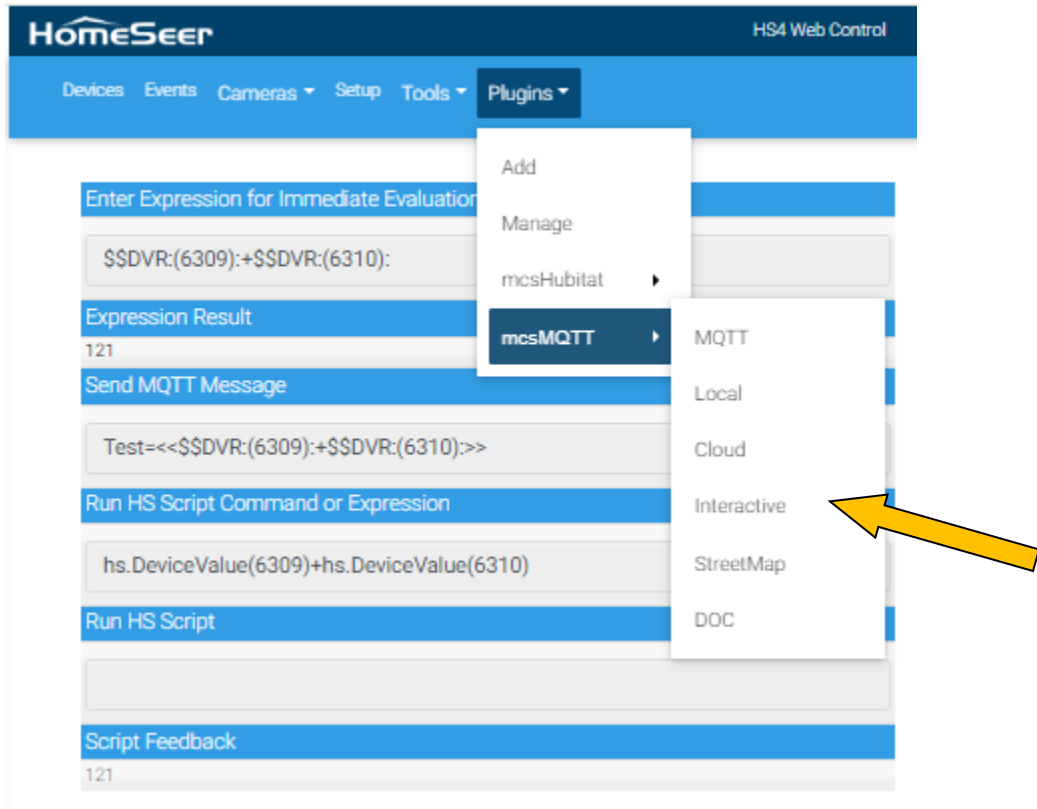 HomeSeer
HS4 Web Control
Devices Events Cameras Setup Tools Plugins
Add
Manage
mcsHubitat
mcsMQTT
MQTT
Local
Cloud
Interactive
StreetMap
DOC
Enter Expression for Immediate Evaluation
$$DVR:(6309):+$$DVR:(6310):
Expression Result
121
Send MQTT Message
Test=<<$$DVR:(6309):+$$DVR:(6310):>>
Run HS Script Command or Expression
hs.DeviceValue(6309)+hs.DeviceValue(6310)
Run HS Script
Script Feedback
121